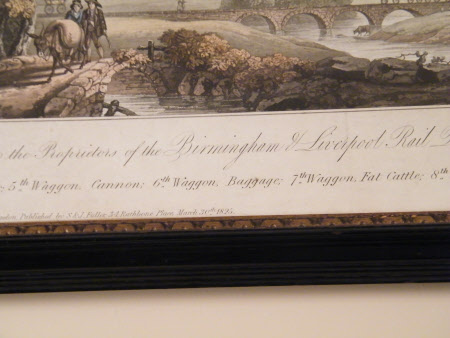 the Proprietors of the Birmingham & Liverpool Rail
5th Waggon, Cannon; 6th Waggon, Baggage; 7th Waggon, Fat Cattle; 8th
Published by S & J Fuller, 34 Rathbone Place, March 30th 1825.